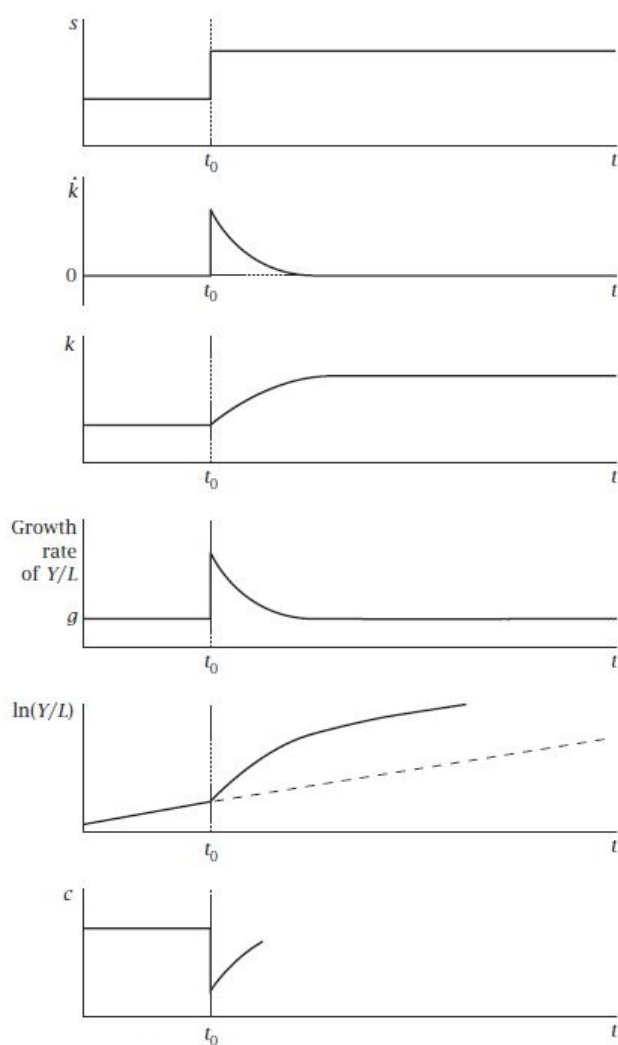 s
t₀
t
k̇
0
t₀
t
k
t₀
t
Growth
rate
of Y/L
g
t₀
t
ln(Y/L)
t₀
t
c
t₀
t